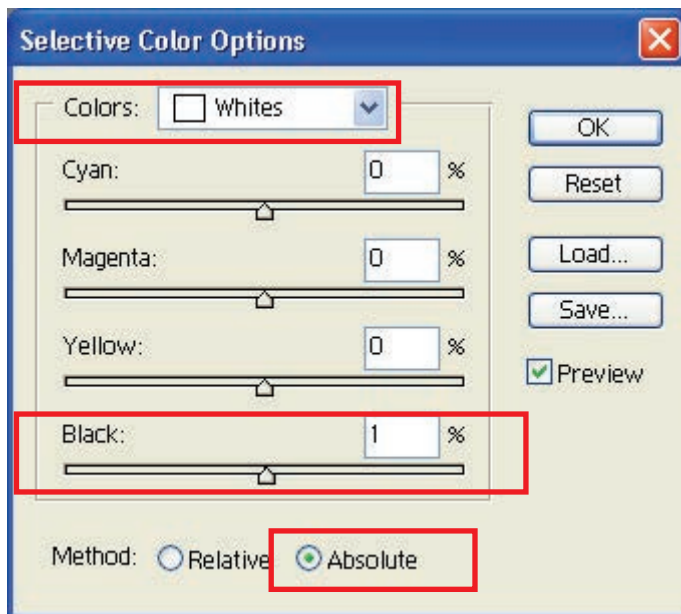 Selective Color Options
Colors: Whites
OK
Cyan: 0 %
Reset
Magenta: 0 %
Load...
Save...
Yellow: 0 %
Preview
Black: 1 %
Method: Relative Absolute